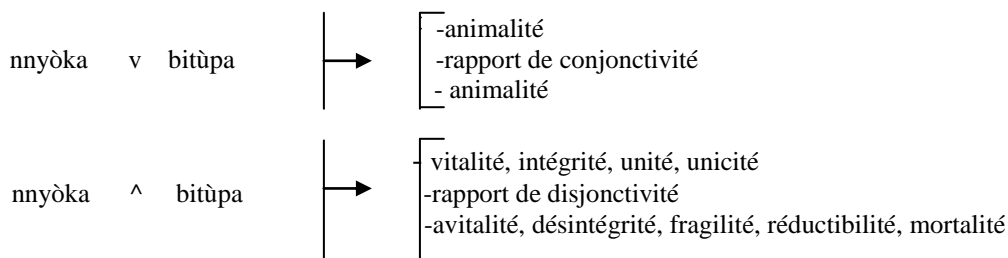 -animalité
nnyòka v bitùpa -rapport de conjonctivité
- animalité
- vitalité, intégrité, unité, unicité
nnyòka ^ bitùpa -rapport de disjonctivité
-avitalité, désintégrité, fragilité, réductibilité, mortalité